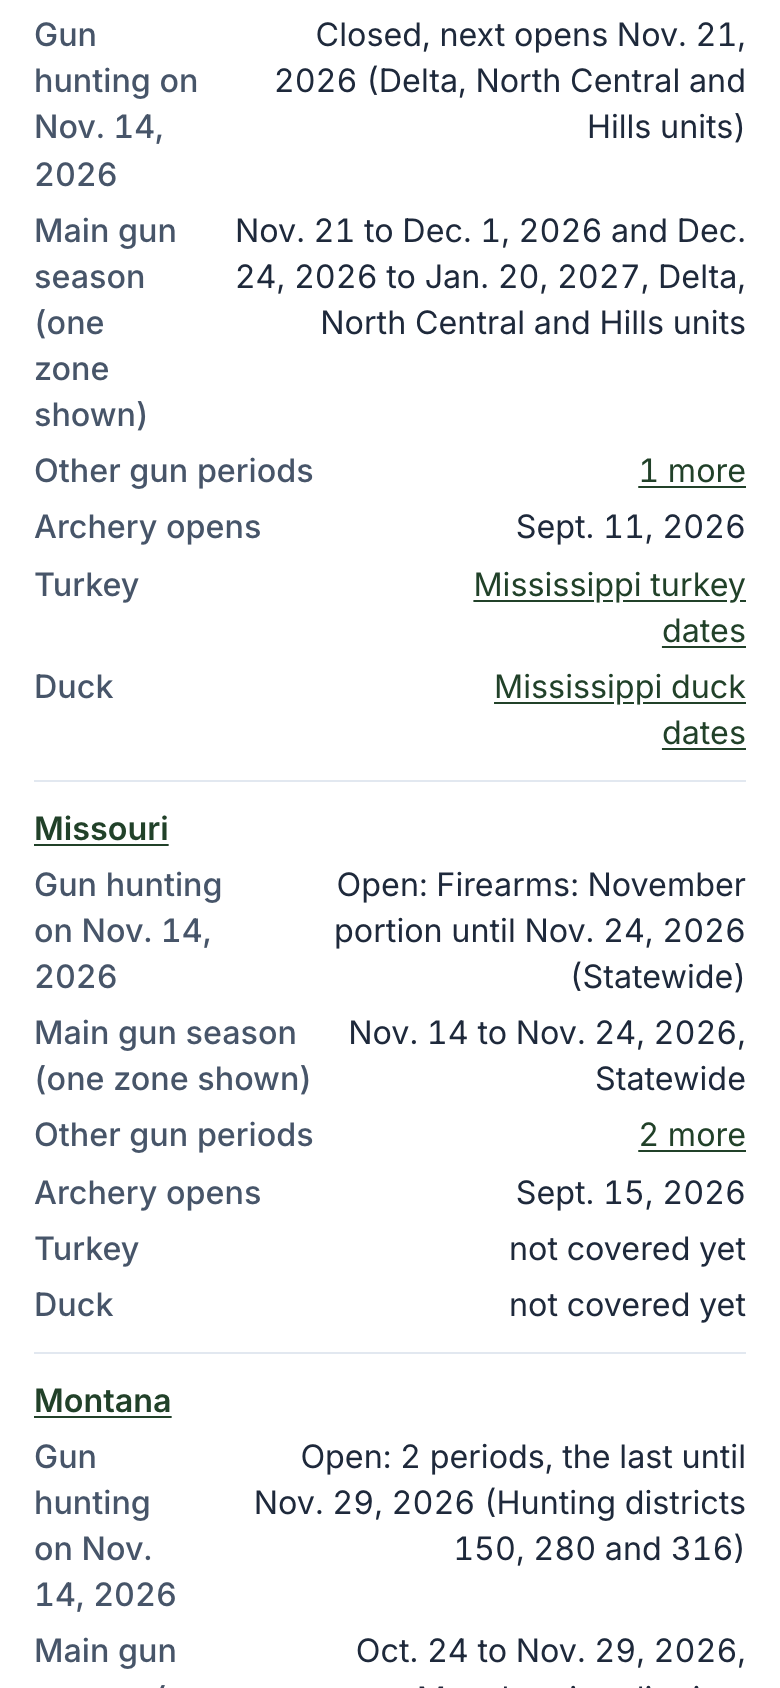 Gun
hunting on
Nov. 14,
2026
Closed, next opens Nov. 21,
2026 (Delta, North Central and
Hills units)
Main gun
season
(one
zone
shown)
Nov. 21 to Dec. 1, 2026 and Dec.
24, 2026 to Jan. 20, 2027, Delta,
North Central and Hills units
Other gun periods
1 more
Archery opens
Sept. 11, 2026
Turkey
Mississippi turkey
dates
Duck
Mississippi duck
dates
Missouri
Gun hunting
on Nov. 14,
2026
Open: Firearms: November
portion until Nov. 24, 2026
(Statewide)
Main gun season
(one zone shown)
Nov. 14 to Nov. 24, 2026,
Statewide
Other gun periods
2 more
Archery opens
Sept. 15, 2026
Turkey
not covered yet
Duck
not covered yet
Montana
Gun
hunting
on Nov.
14, 2026
Open: 2 periods, the last until
Nov. 29, 2026 (Hunting districts
150, 280 and 316)
Main gun
Oct. 24 to Nov. 29, 2026,